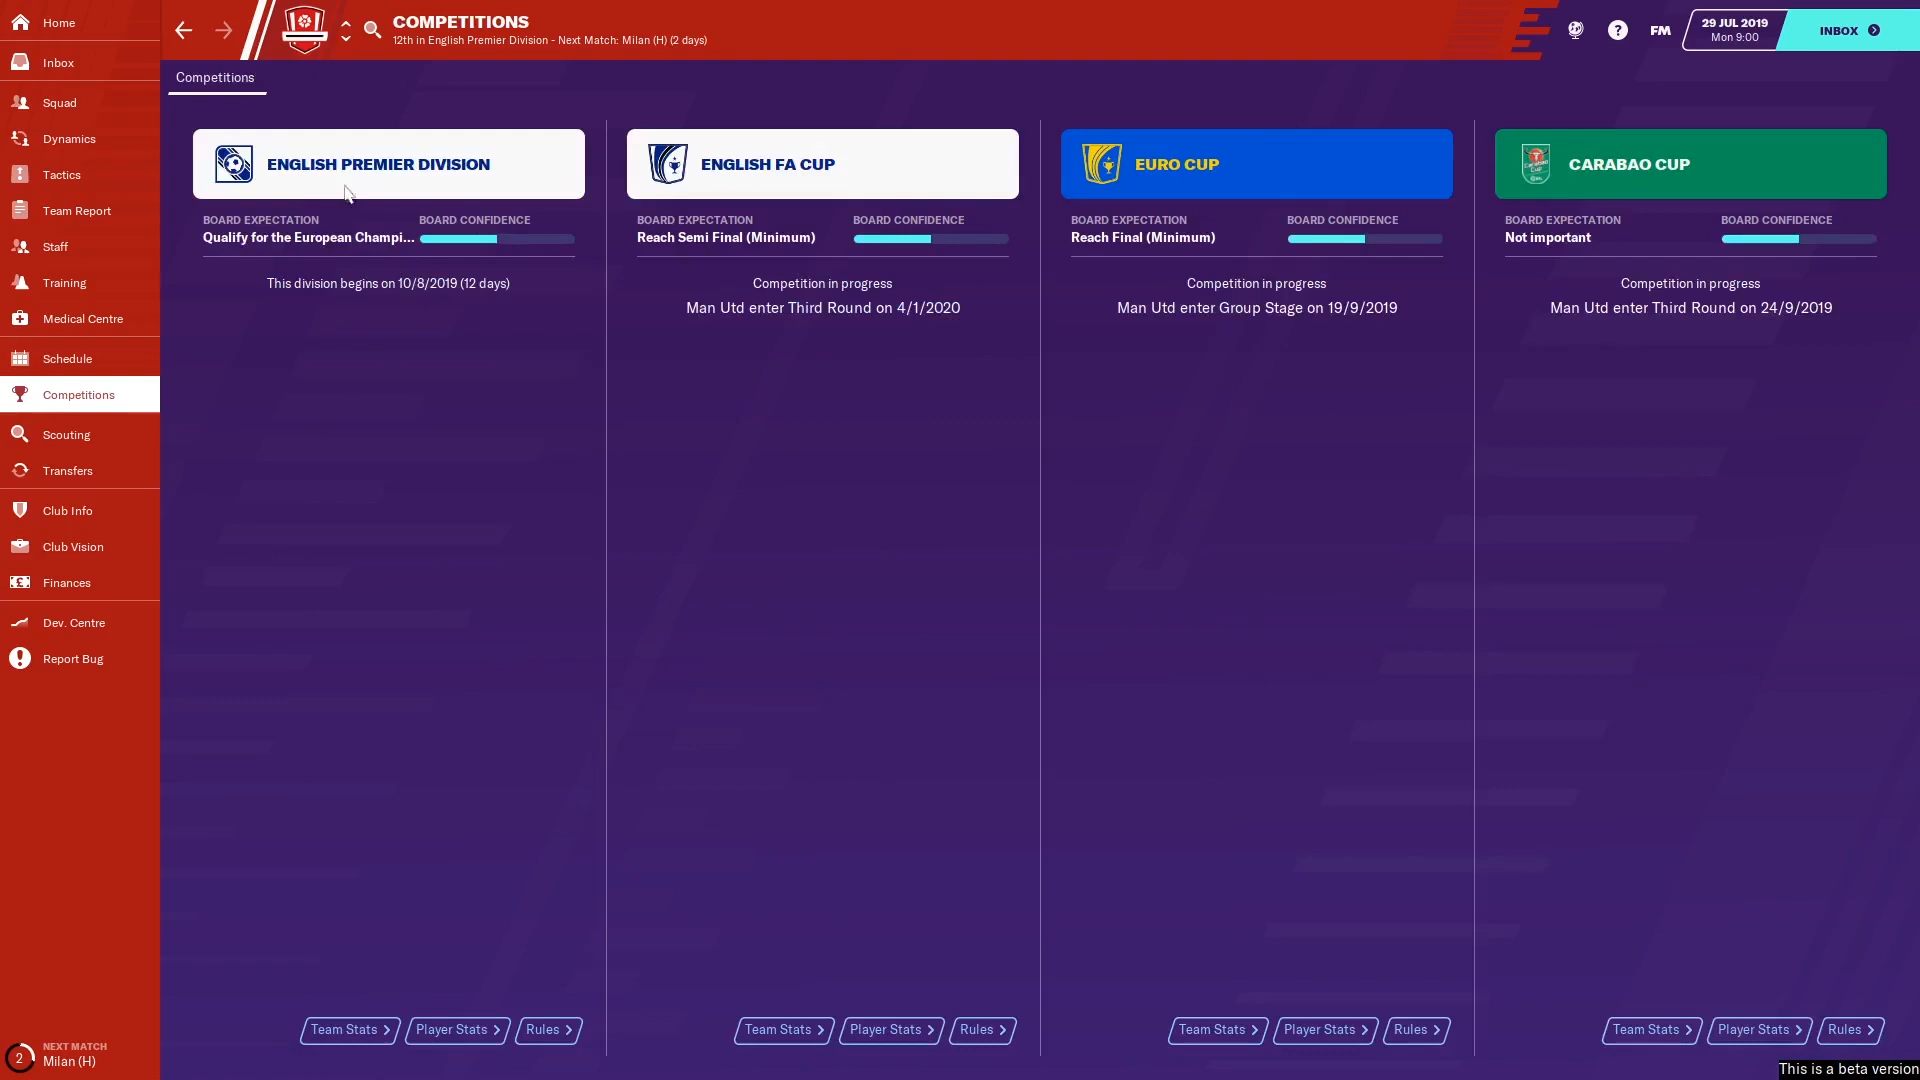 Home
Inbox
Squad
Dynamics
Tactics
Team Report
Staff
Training
Medical Centre
Schedule
Competitions
Scouting
Transfers
Club Info
Club Vision
Finances
Dev. Centre
Report Bug
2
NEXT MATCH
Milan (H)
COMPETITIONS
12th in English Premier Division - Next Match: Milan (H) (2 days)
?
FM
29 JUL 2019
Mon 9:00
INBOX
Competitions
ENGLISH PREMIER DIVISION
BOARD EXPECTATION
Qualify for the European Champi...
BOARD CONFIDENCE
This division begins on 10/8/2019 (12 days)
Team Stats
Player Stats
Rules
ENGLISH FA CUP
BOARD EXPECTATION
Reach Semi Final (Minimum)
BOARD CONFIDENCE
Competition in progress
Man Utd enter Third Round on 4/1/2020
Team Stats
Player Stats
Rules
EURO CUP
BOARD EXPECTATION
Reach Final (Minimum)
BOARD CONFIDENCE
Competition in progress
Man Utd enter Group Stage on 19/9/2019
Team Stats
Player Stats
Rules
CARABAO CUP
BOARD EXPECTATION
Not important
BOARD CONFIDENCE
Competition in progress
Man Utd enter Third Round on 24/9/2019
Team Stats
Player Stats
Rules
This is a beta version